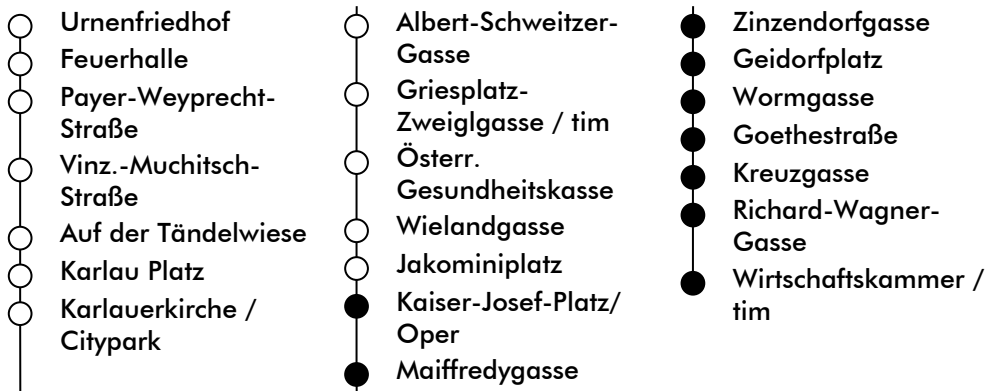 Urnenfriedhof
Feuerhalle
Payer-Weyprecht-
Straße
Vinz.-Muchitsch-
Straße
Auf der Tändelwiese
Karlau Platz
Karlauerkirche /
Citypark
Albert-Schweitzer-
Gasse
Griesplatz-
Zweiglgasse / tim
Österr.
Gesundheitskasse
Wielandgasse
Jakominiplatz
Kaiser-Josef-Platz/
Oper
Maiffredygasse
Zinzendorfgasse
Geidorfplatz
Wormgasse
Goethestraße
Kreuzgasse
Richard-Wagner-
Gasse
Wirtschaftskammer /
tim